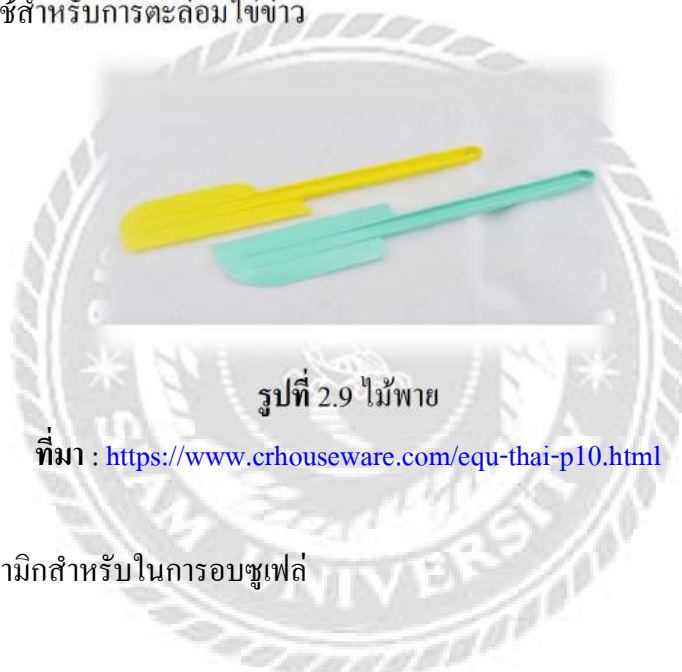 ช้สำหรับการตะล่อมไข่ขาว
รูปที่ 2.9 ไม้พาย
ที่มา : https://www.crhouseware.com/equ-thai-p10.html
ามิกสำหรับในการอบซูเฟล่
SIAM UNIVERSITY